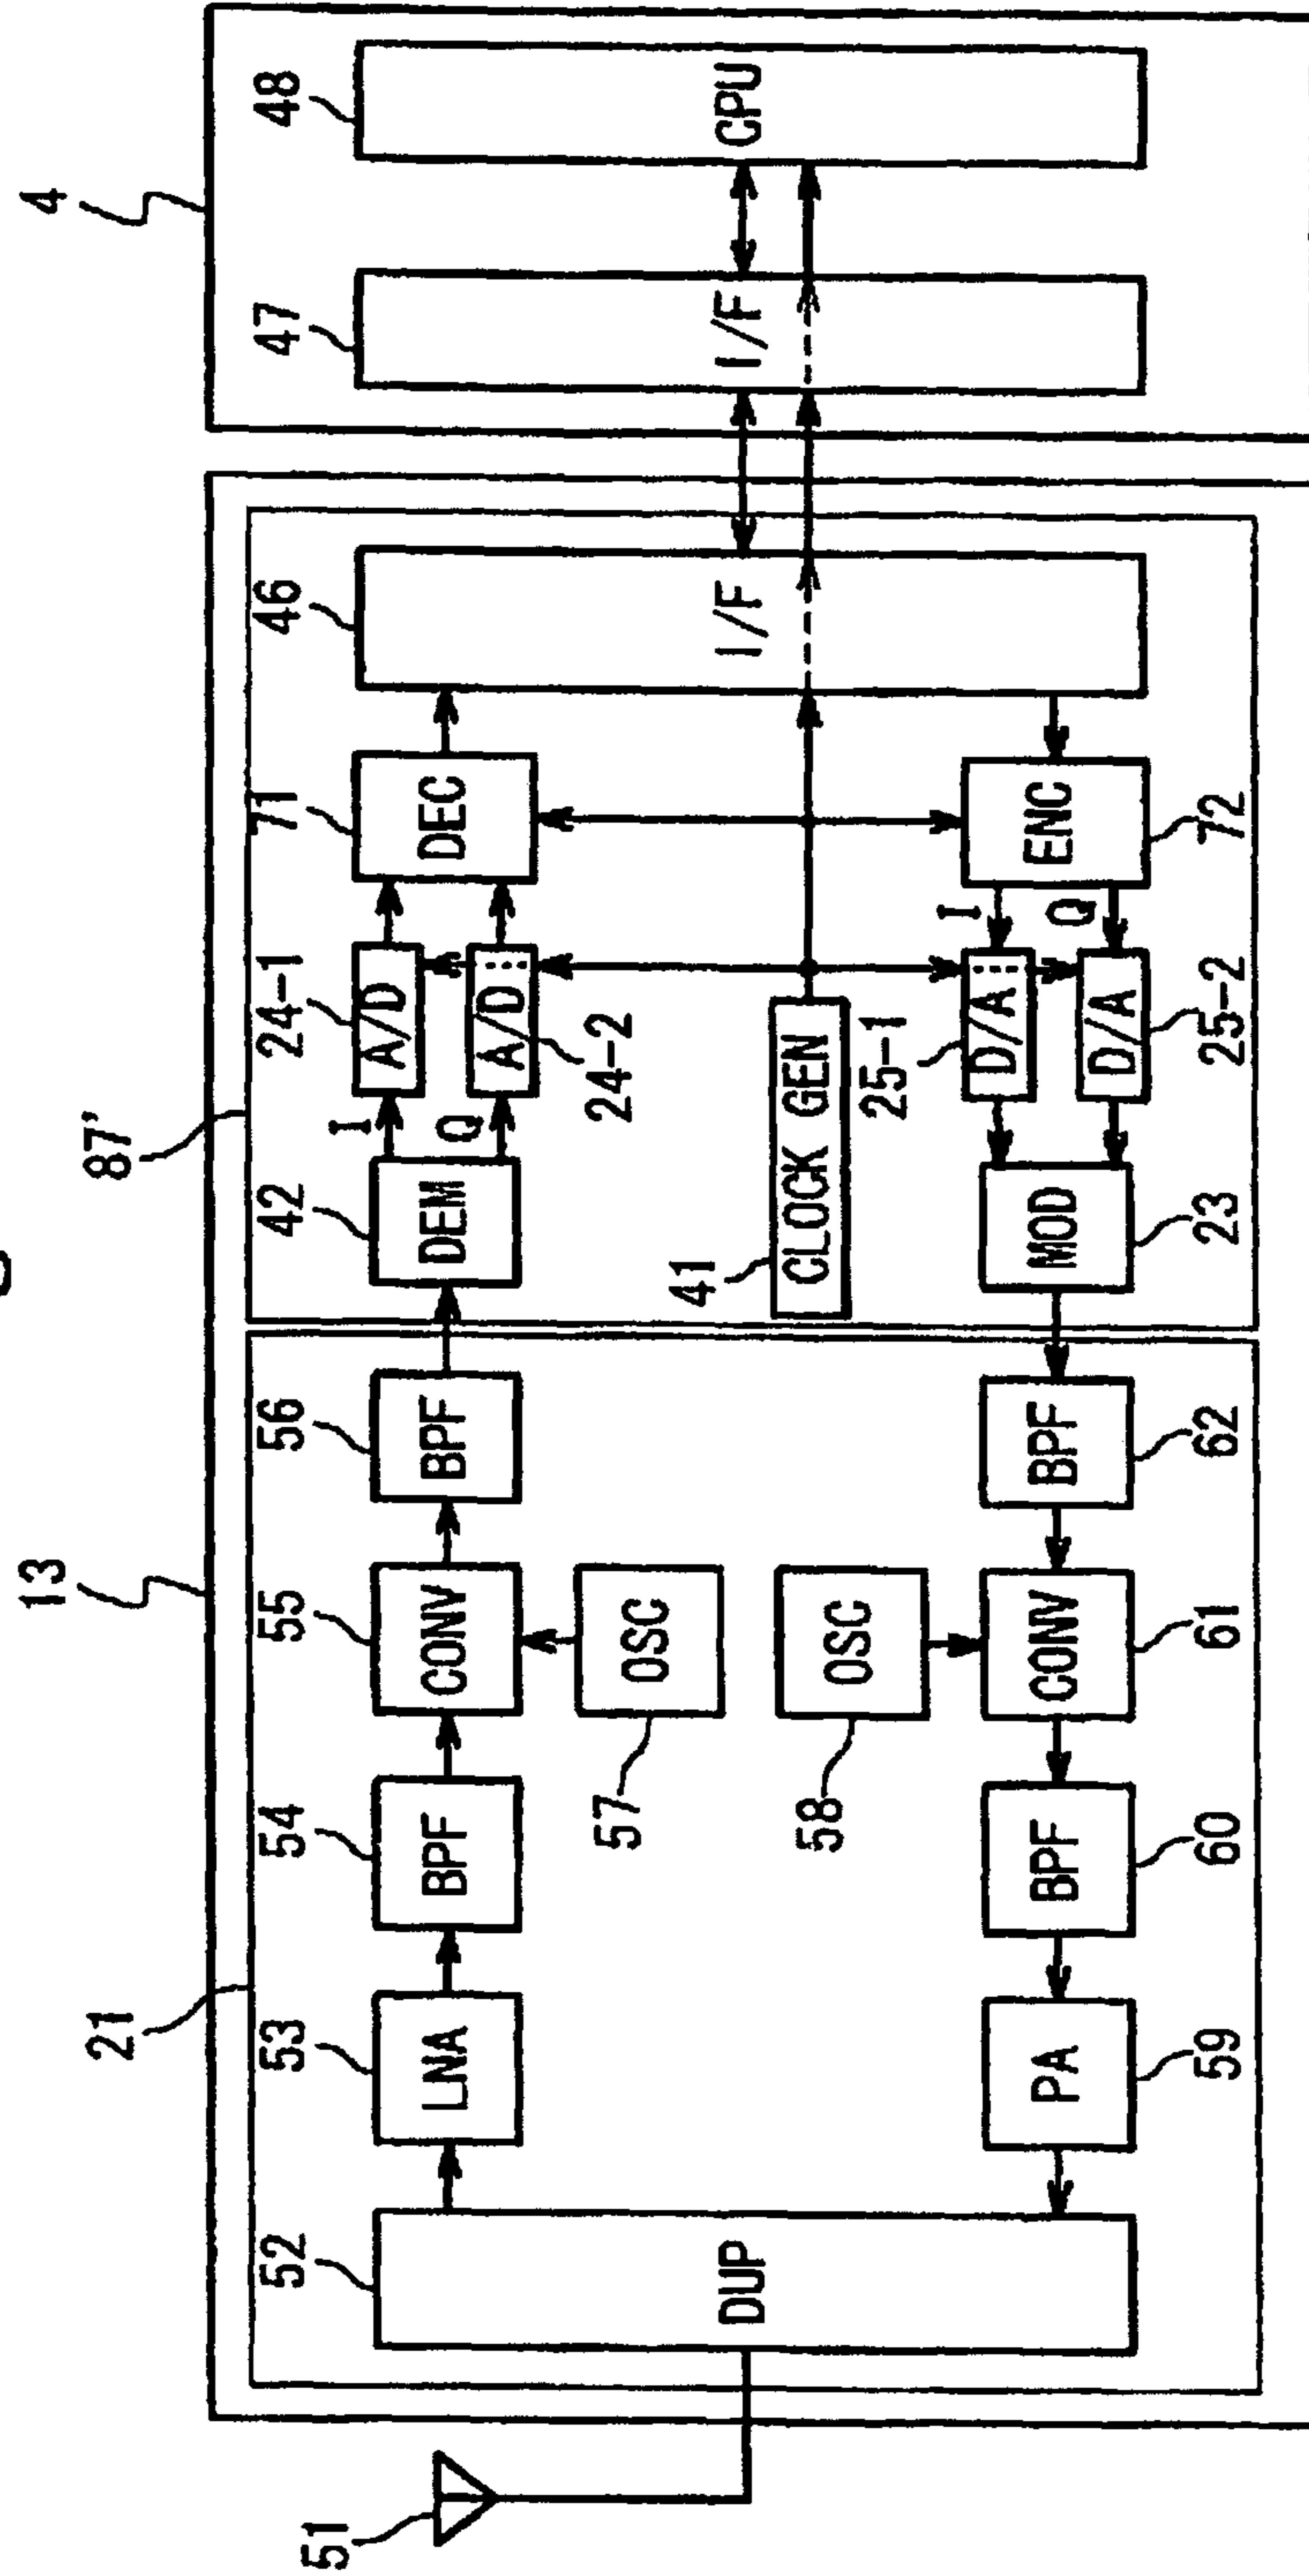 13
4
21
87'
51
52
DUP
53
LNA
54
BPF
55
CONV
56
BPF
57
OSC
58
OSC
59
PA
60
BPF
61
CONV
62
BPF
42
DEM
I
Q
24-1
A/D
A/D
24-2
71
DEC
41
CLOCK GEN
23
MOD
25-1
D/A
D/A
25-2
I
Q
ENC
72
46
I/F
47
I/F
48
CPU